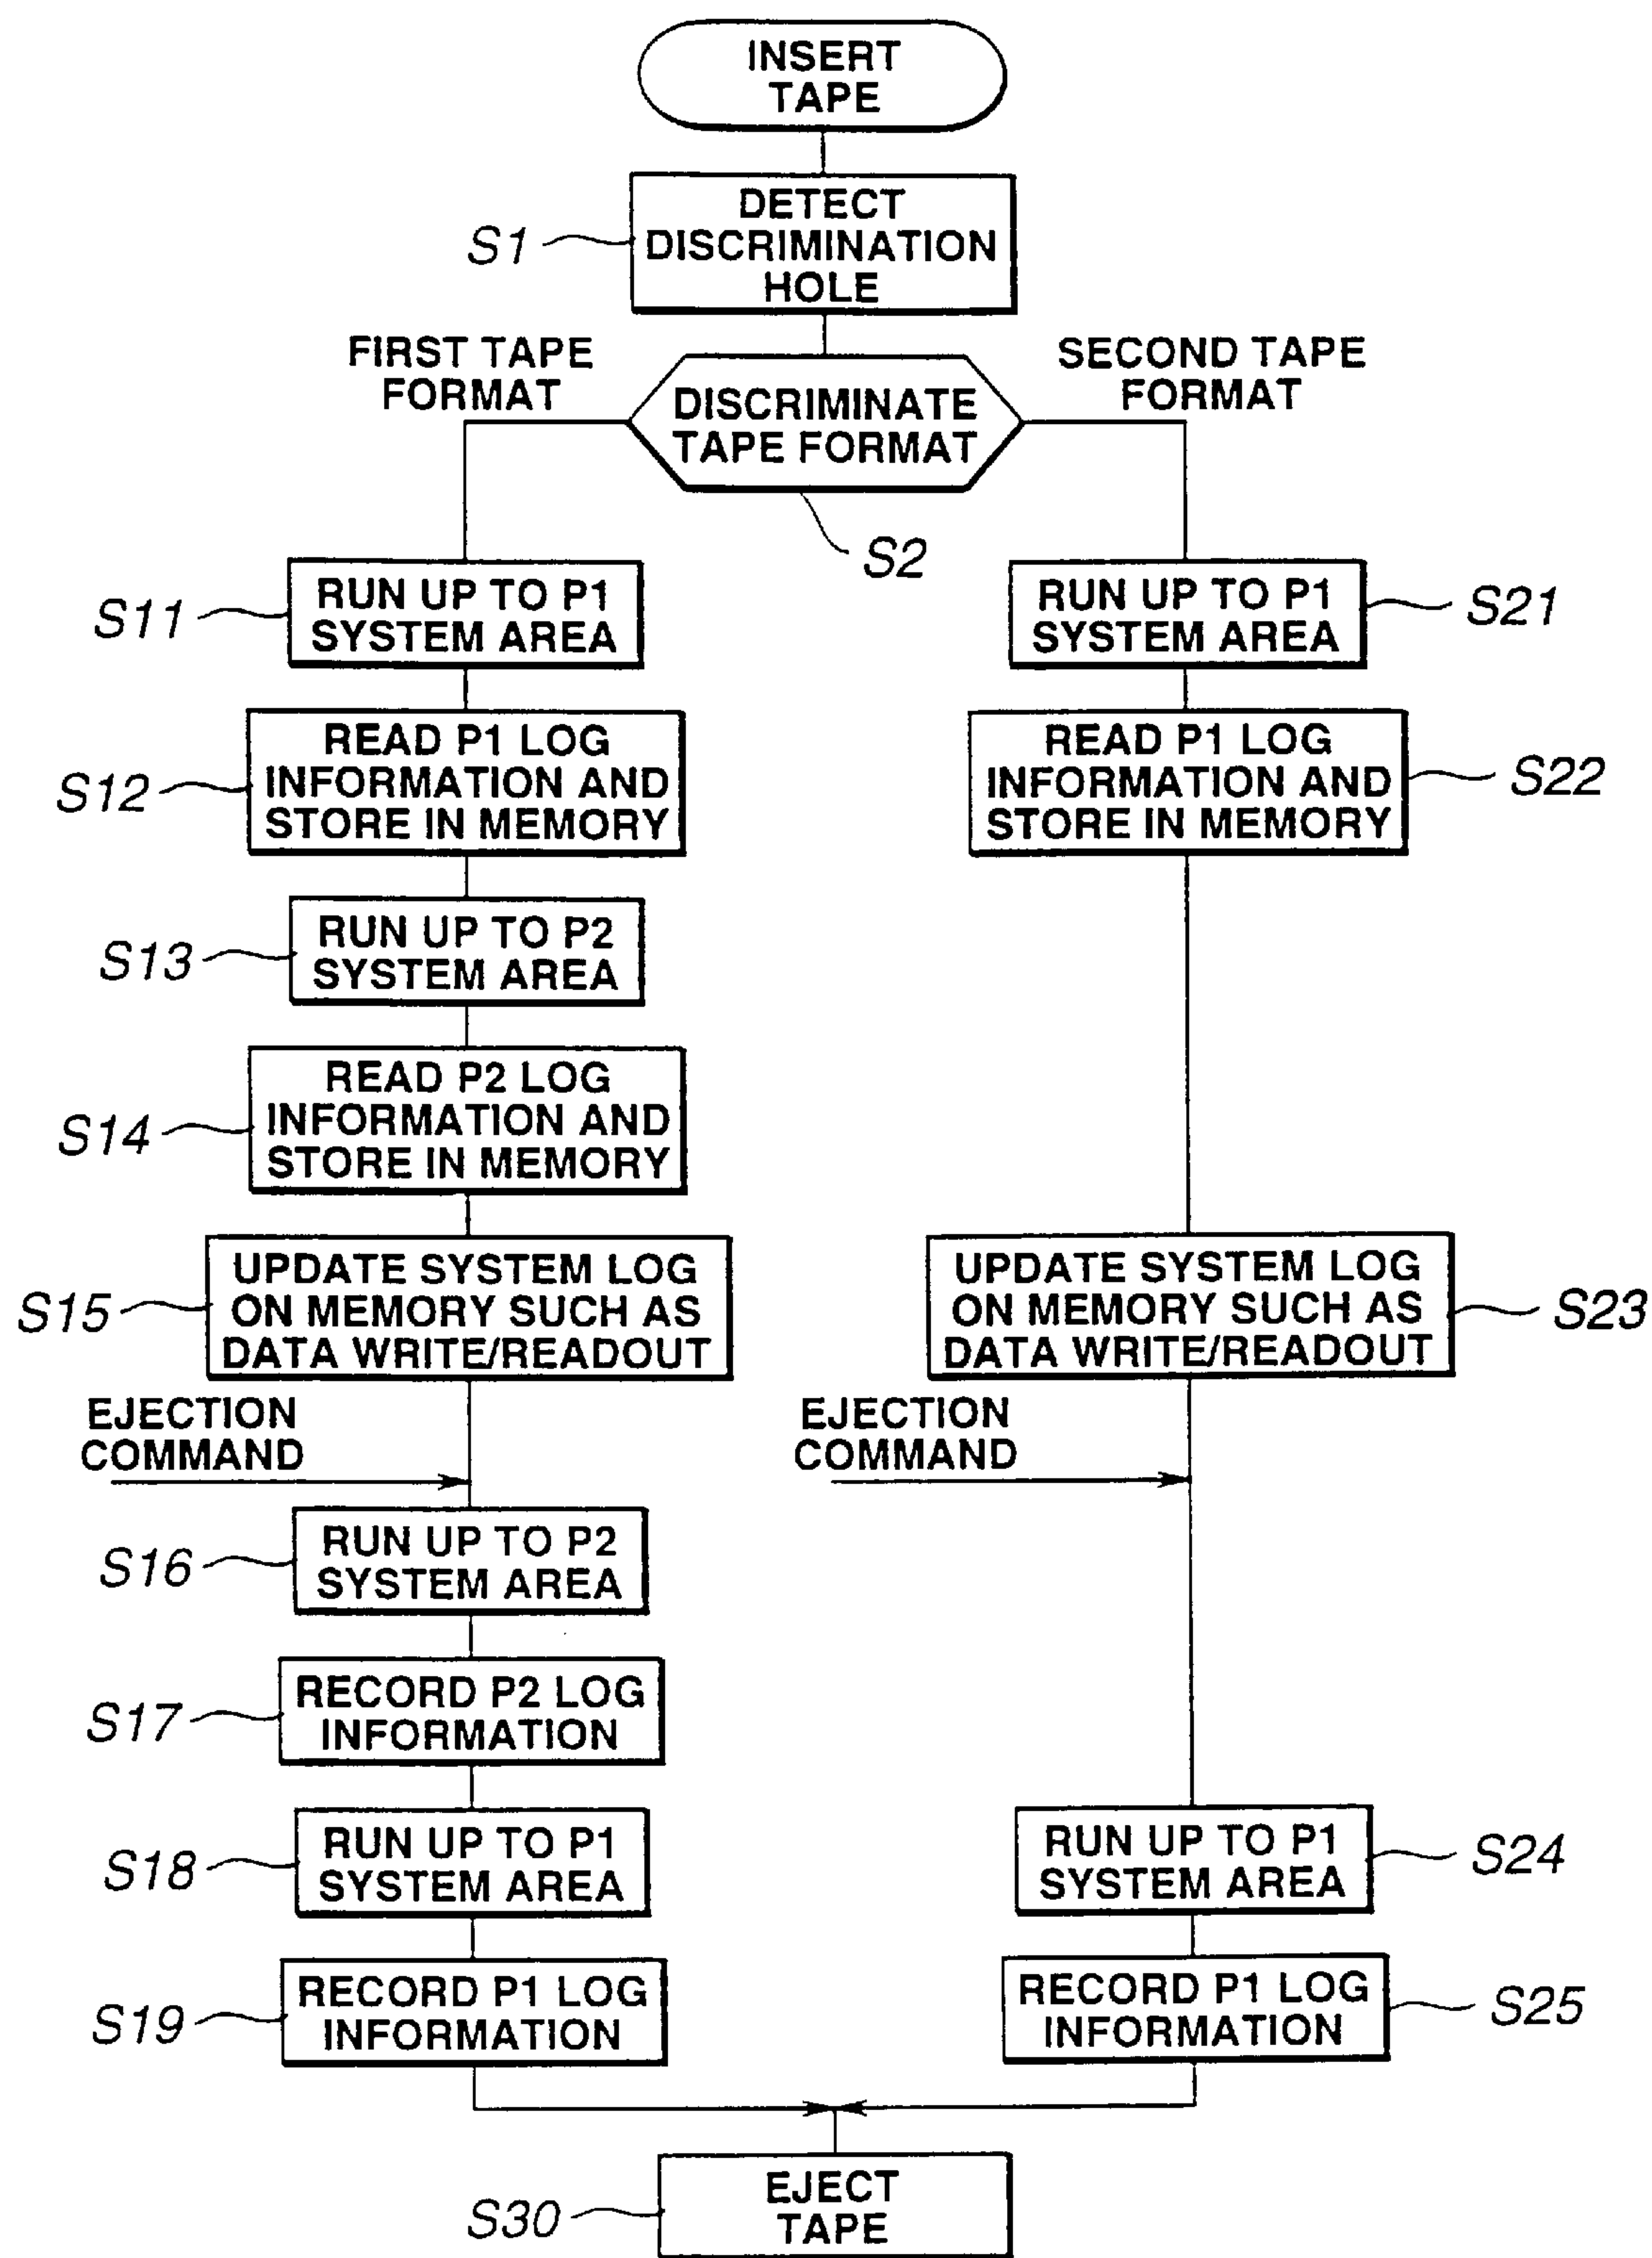 INSERT
TAPE
S1
DETECT
DISCRIMINATION
HOLE
FIRST TAPE
FORMAT
DISCRIMINATE
TAPE FORMAT
SECOND TAPE
FORMAT
S2
S11
RUN UP TO P1
SYSTEM AREA
S12
READ P1 LOG
INFORMATION AND
STORE IN MEMORY
S13
RUN UP TO P2
SYSTEM AREA
S14
READ P2 LOG
INFORMATION AND
STORE IN MEMORY
S15
UPDATE SYSTEM LOG
ON MEMORY SUCH AS
DATA WRITE/READOUT
EJECTION
COMMAND
S16
RUN UP TO P2
SYSTEM AREA
S17
RECORD P2 LOG
INFORMATION
S18
RUN UP TO P1
SYSTEM AREA
S19
RECORD P1 LOG
INFORMATION
RUN UP TO P1
SYSTEM AREA
S21
READ P1 LOG
INFORMATION AND
STORE IN MEMORY
S22
UPDATE SYSTEM LOG
ON MEMORY SUCH AS
DATA WRITE/READOUT
S23
EJECTION
COMMAND
RUN UP TO P1
SYSTEM AREA
S24
RECORD P1 LOG
INFORMATION
S25
S30
EJECT
TAPE